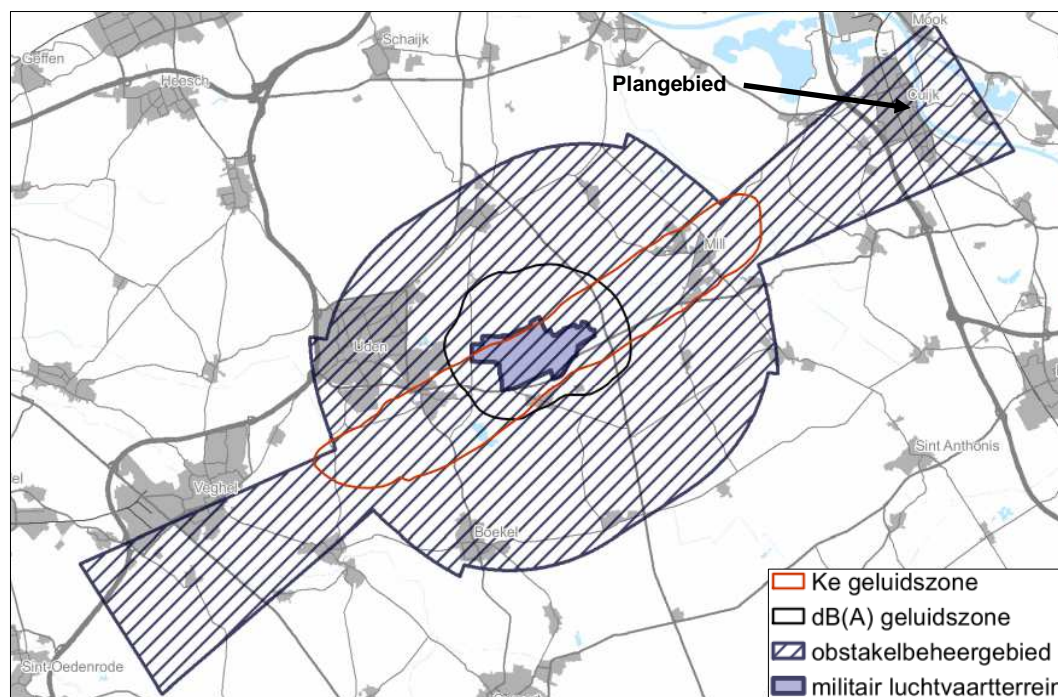 Geffen
Heesch
Schaijk
Mook
Plangebied
Cuijk
Mill
Uden
Veghel
Boekel
Sint Anthonis
Sint-Oedenrode
Ke geluidszone
dB(A) geluidszone
obstakelbeheergebied
militair luchtvaartterrein